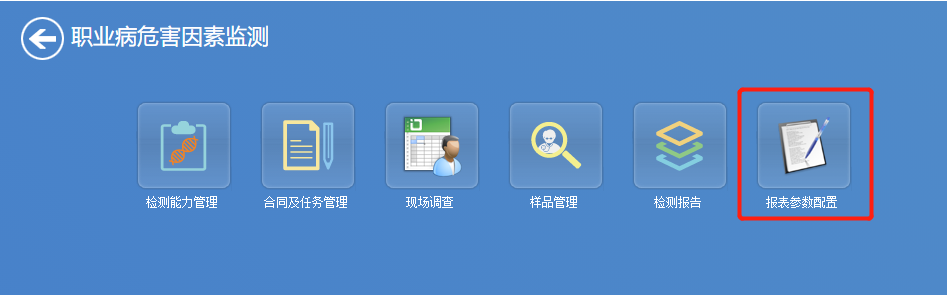 职业病危害因素监测
检测能力管理
合同及任务管理
现场调查
样品管理
检测报告
报表参数配置